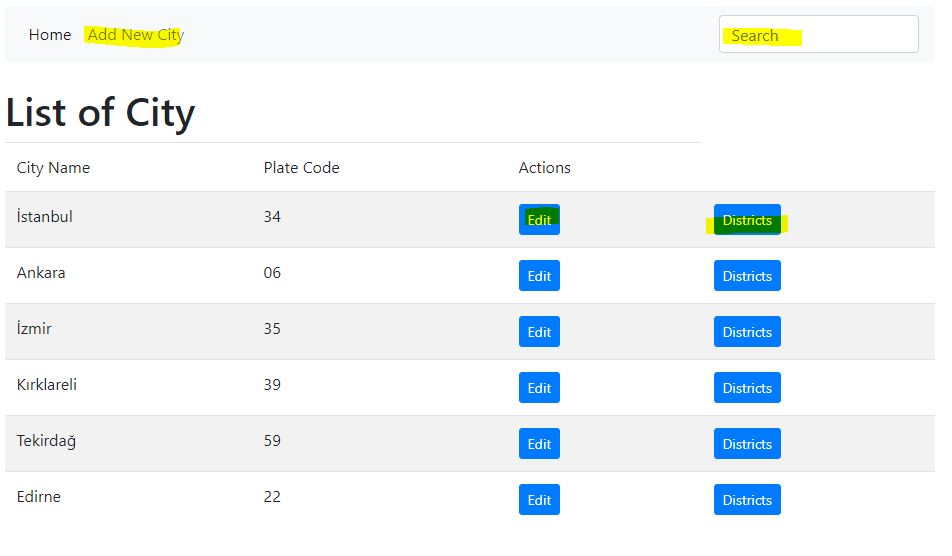 Home Add New City Search
List of City
City Name Plate Code Actions
İstanbul 34 Edit Districts
Ankara 06 Edit Districts
İzmir 35 Edit Districts
Kırklareli 39 Edit Districts
Tekirdağ 59 Edit Districts
Edirne 22 Edit Districts